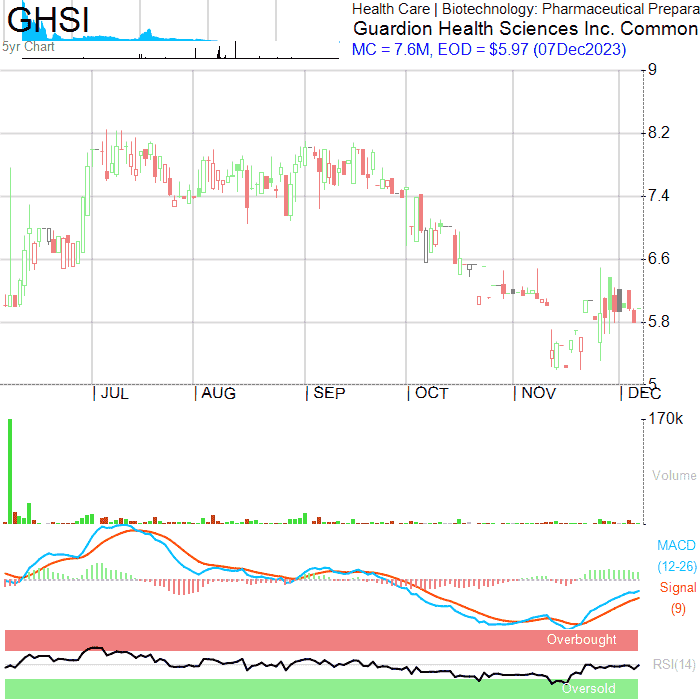 GHSI
5yr Chart
Health Care | Biotechnology: Pharmaceutical Prepara
Guardion Health Sciences Inc. Common
MC = 7.6M, EOD = $5.97 (07Dec2023)
9
8.2
7.4
6.6
5.8
5
| JUL | AUG | SEP | OCT | NOV | DEC
170k
Volume
MACD
(12-26)
Signal
(9)
Overbought
RSI(14)
Oversold